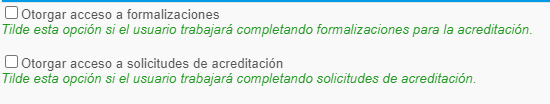 Otorgar acceso a formalizaciones
Tilde esta opción si el usuario trabajará completando formalizaciones para la acreditación.
Otorgar acceso a solicitudes de acreditación
Tilde esta opción si el usuario trabajará completando solicitudes de acreditación.